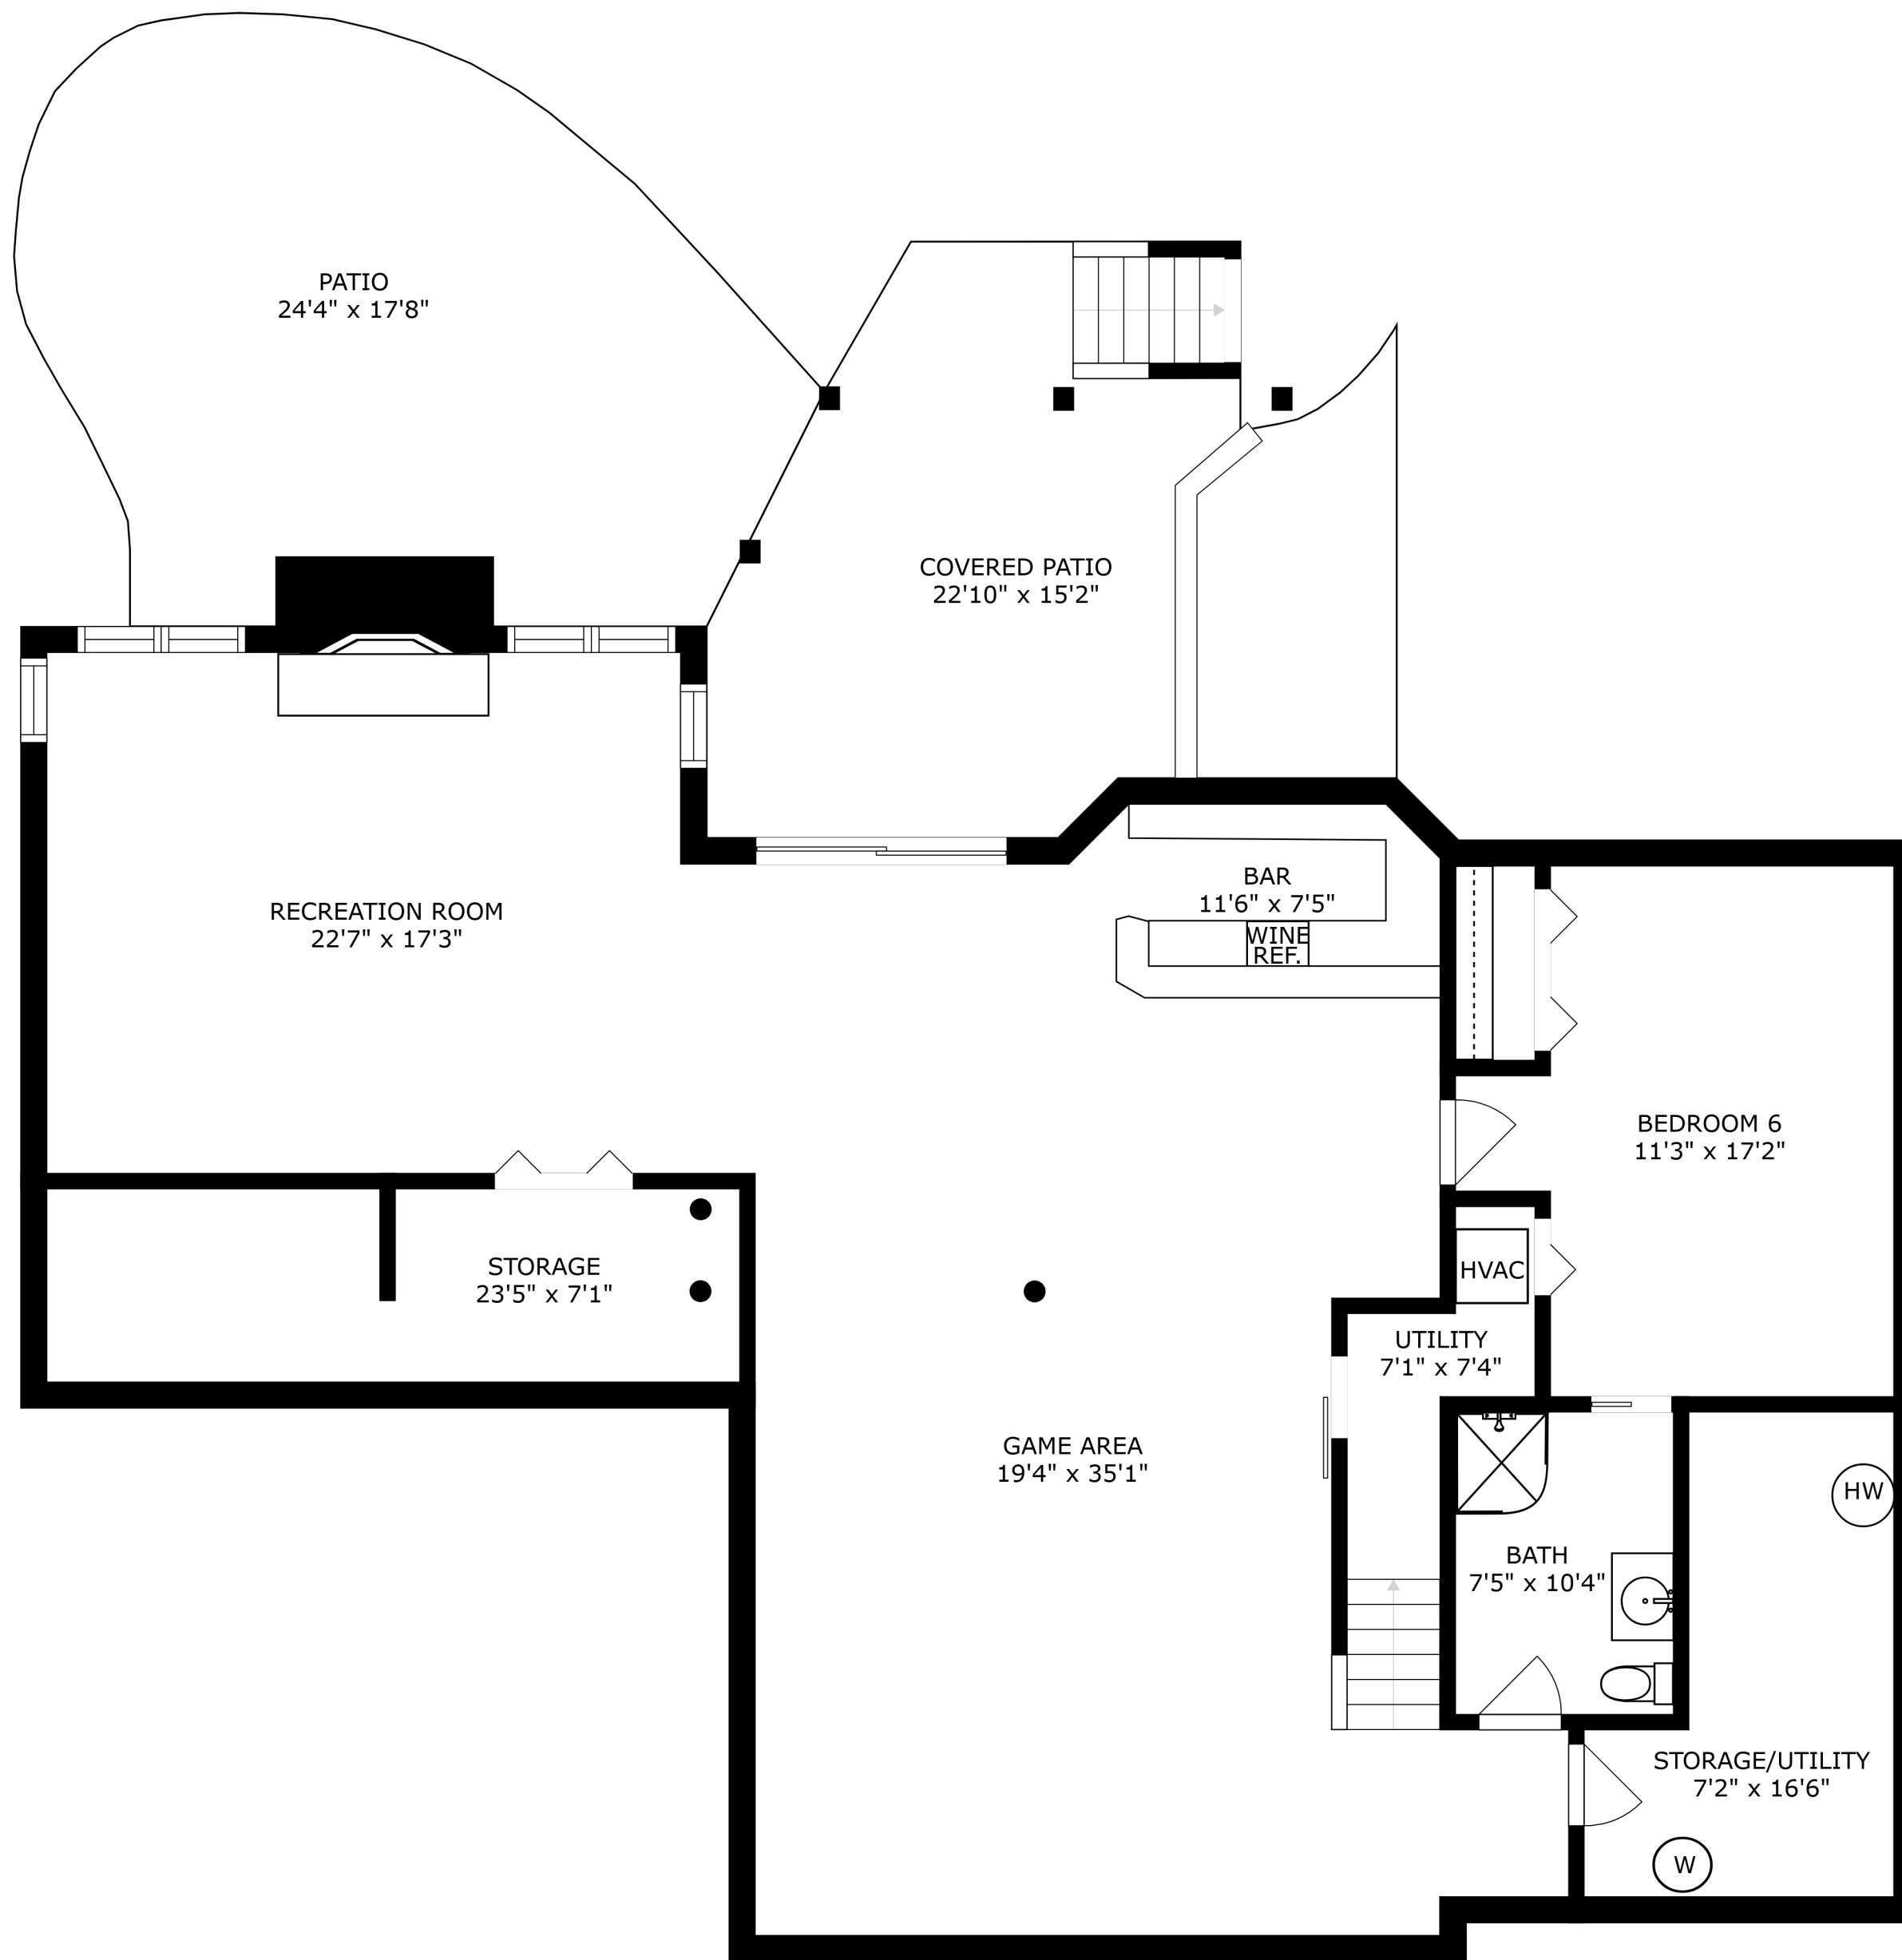 PATIO
24'4" x 17'8"
COVERED PATIO
22'10" x 15'2"
RECREATION ROOM
22'7" x 17'3"
BAR
11'6" x 7'5"
WINE
REF.
BEDROOM 6
11'3" x 17'2"
STORAGE
23'5" x 7'1"
HVAC
UTILITY
7'1" x 7'4"
GAME AREA
19'4" x 35'1"
HW
BATH
7'5" x 10'4"
STORAGE/UTILITY
7'2" x 16'6"
W